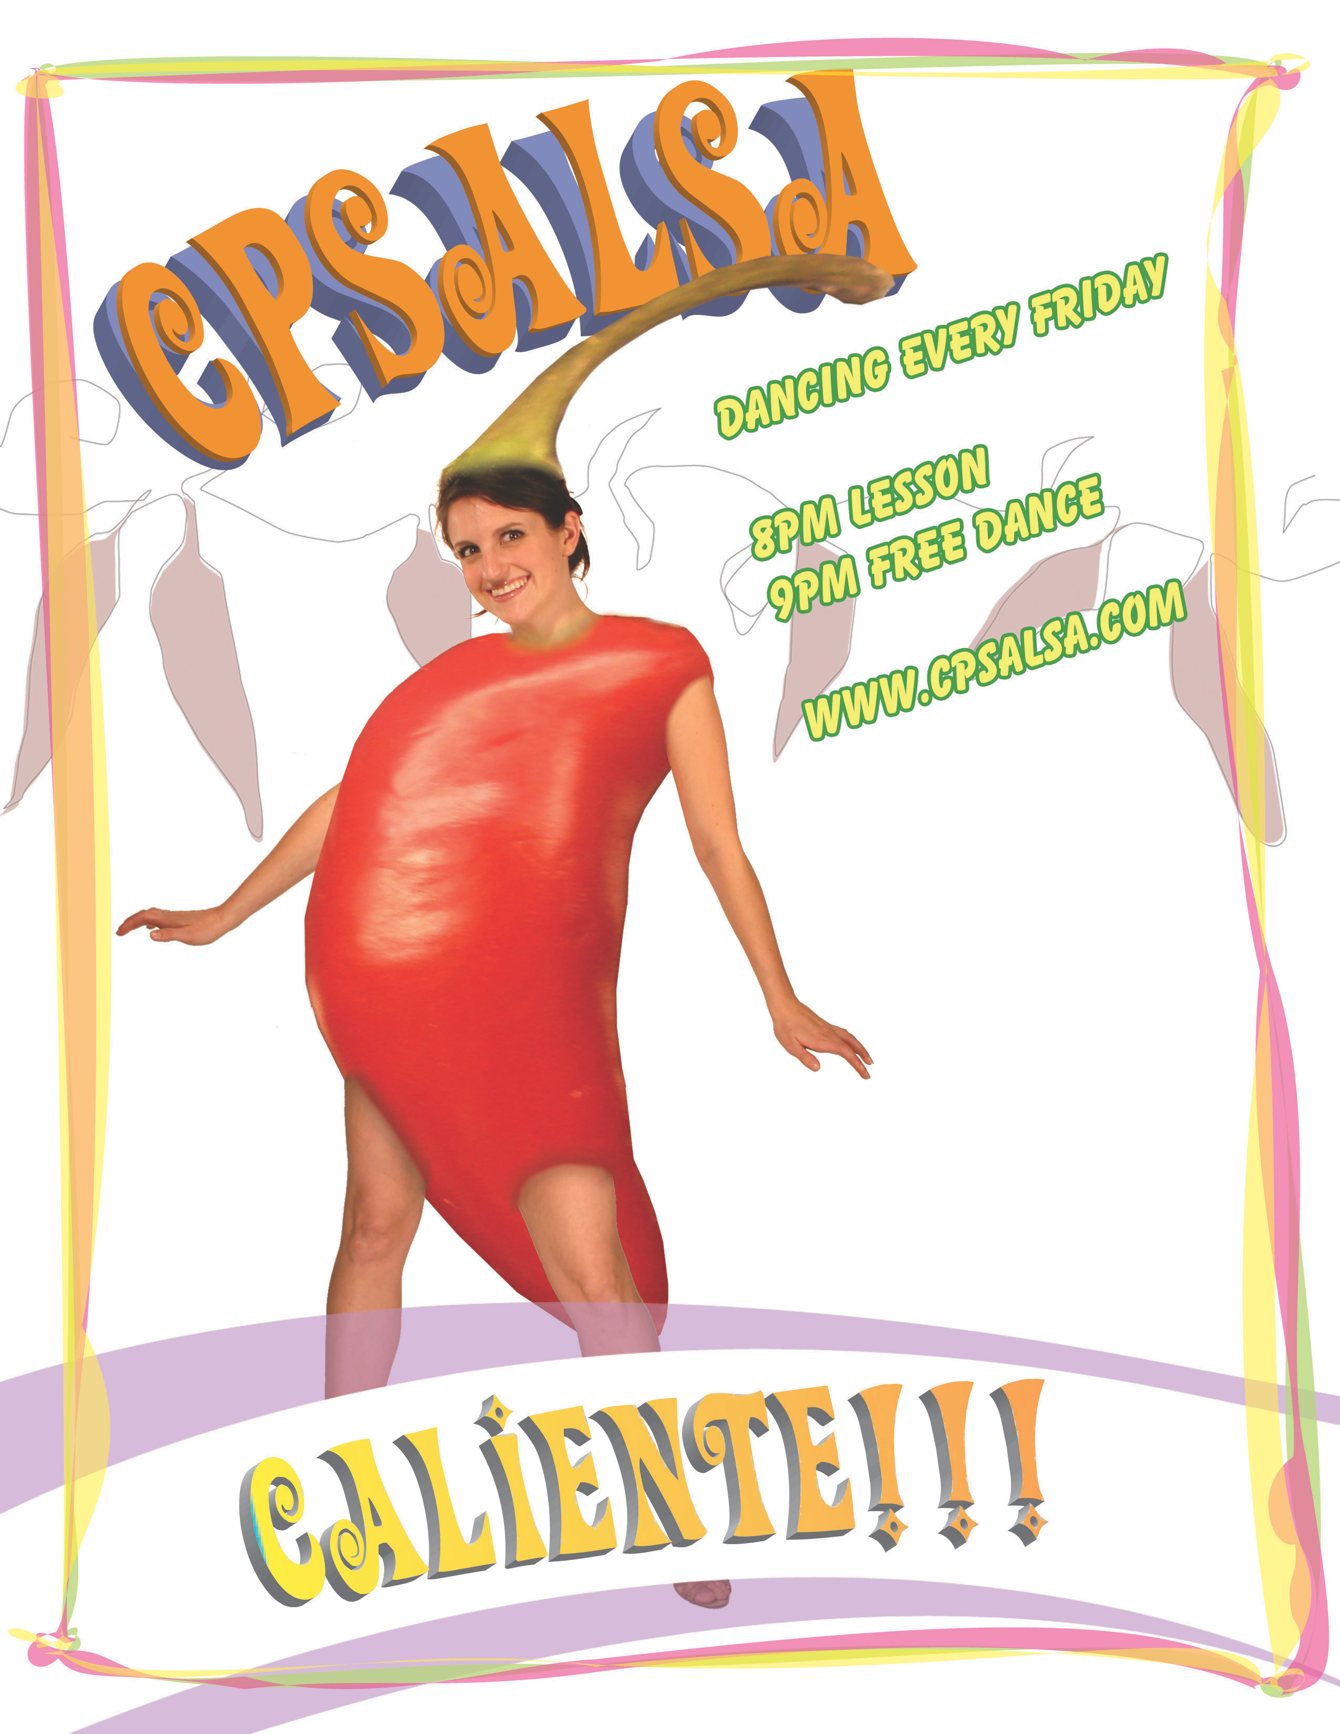 CPSALSA
DANCING EVERY FRIDAY
8PM LESSON
9PM FREE DANCE
WWW.CPSALSA.COM
CALIENTE!!!